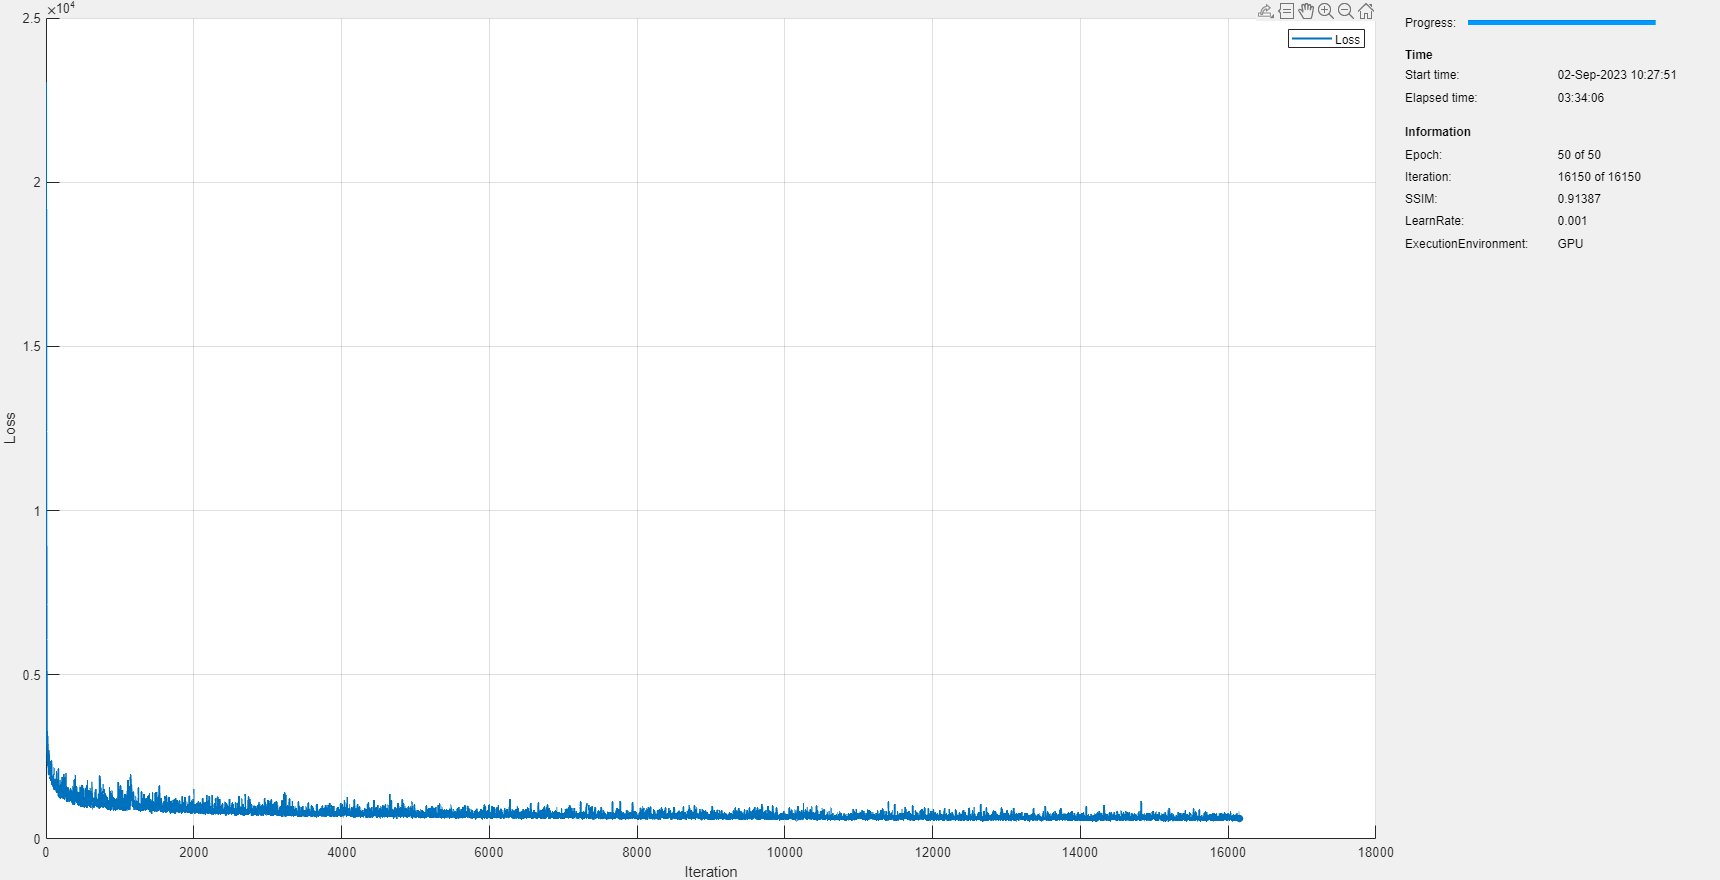 ×10⁴
2.5
2
1.5
1
0.5
0
Loss
Loss
0 2000 4000 6000 8000 10000 12000 14000 16000 18000
Iteration
Progress:
Time
Start time: 02-Sep-2023 10:27:51
Elapsed time: 03:34:06
Information
Epoch: 50 of 50
Iteration: 16150 of 16150
SSIM: 0.91387
LearnRate: 0.001
ExecutionEnvironment: GPU